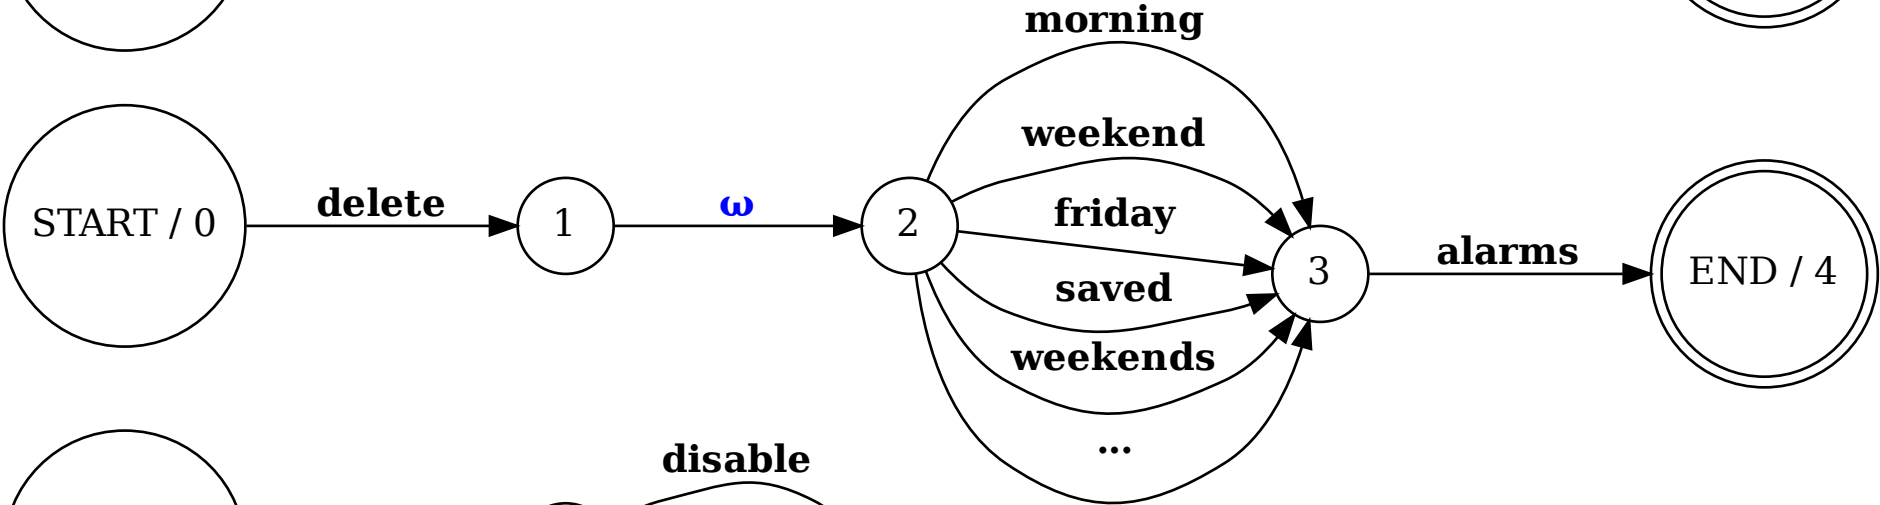 morning
weekend
friday
saved
weekends
...
START / 0
delete
1
ω
2
3
alarms
END / 4
disable